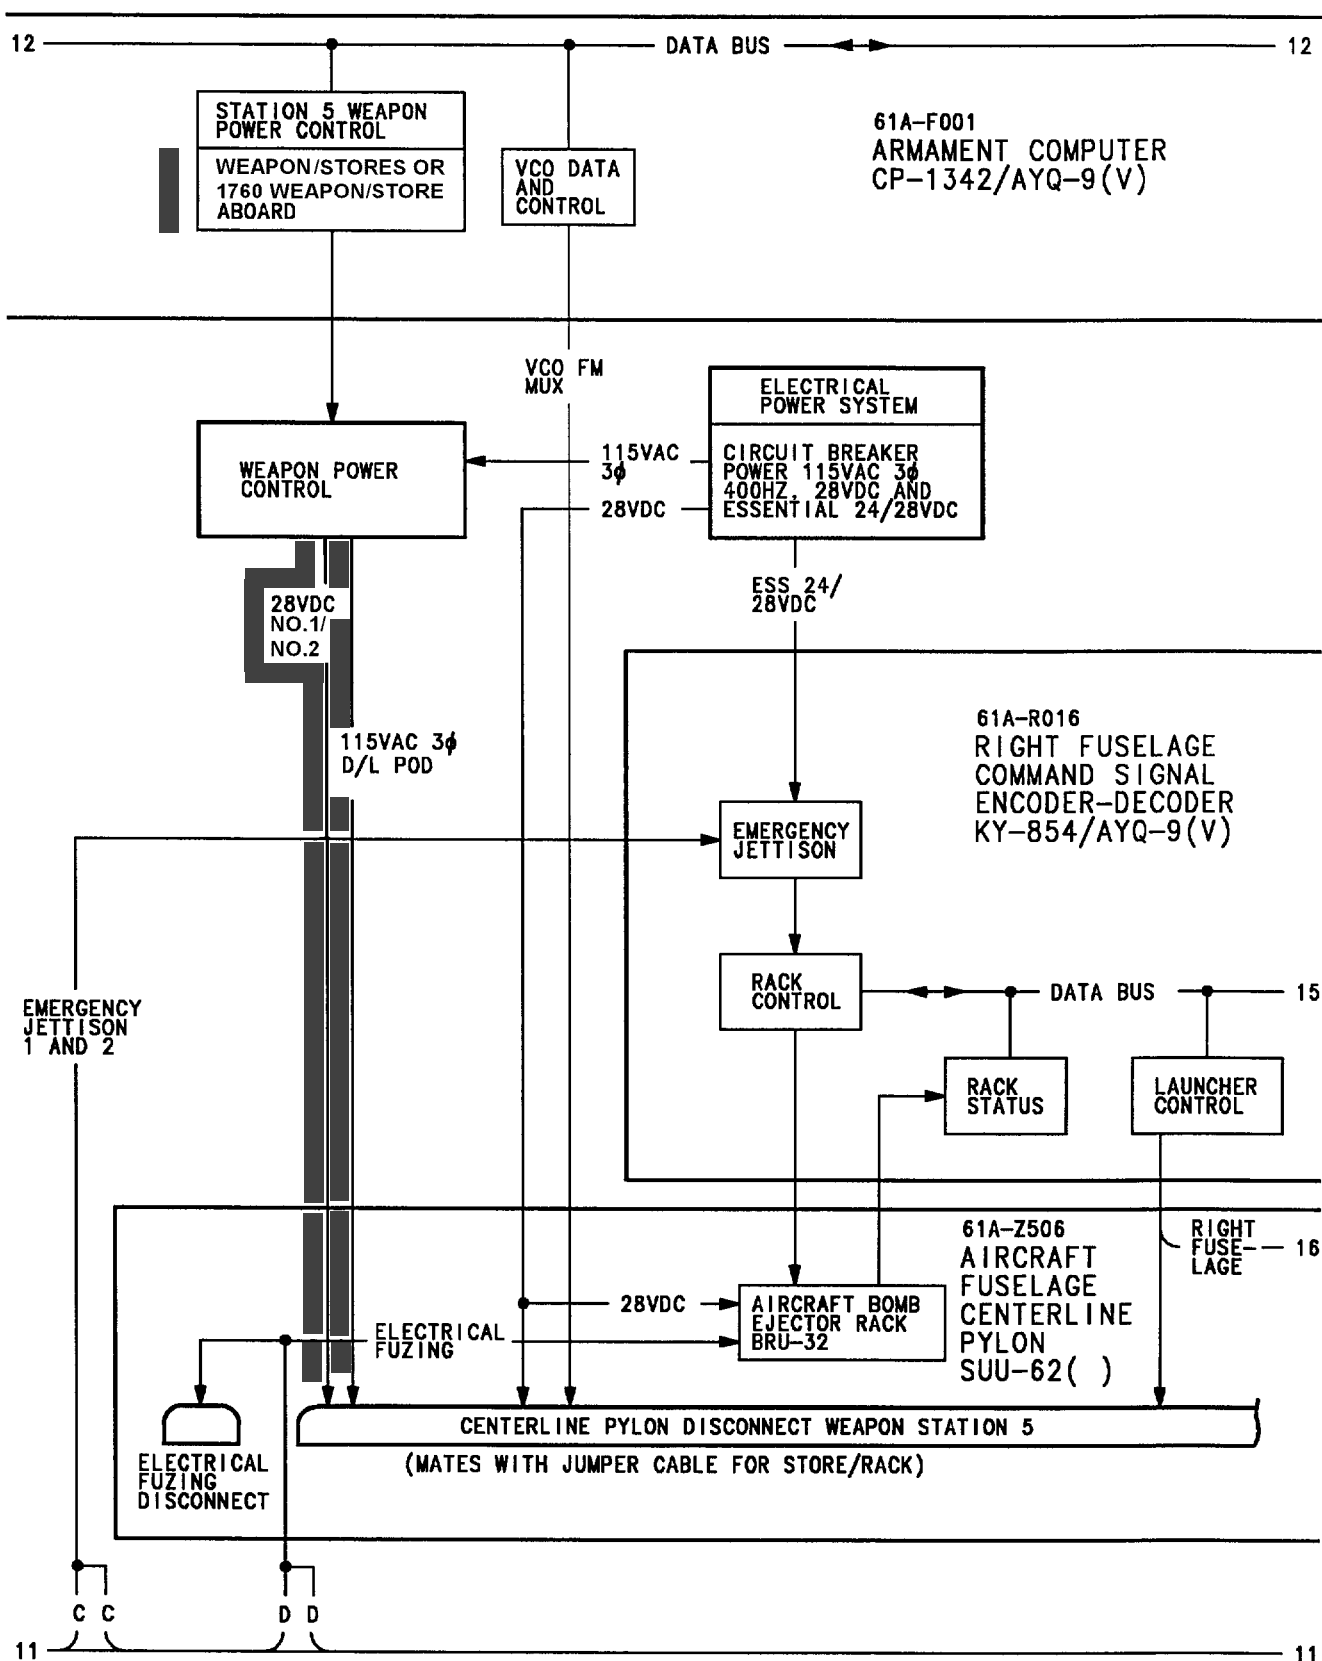 12
DATA BUS
12
STATION 5 WEAPON
POWER CONTROL
WEAPON/STORES OR
1760 WEAPON/STORE
ABOARD
VCO DATA
AND
CONTROL
61A-F001
ARMAMENT COMPUTER
CP-1342/AYQ-9(V)
VCO FM
MUX
ELECTRICAL
POWER SYSTEM
CIRCUIT BREAKER
POWER 115VAC 3ϕ
400HZ, 28VDC AND
ESSENTIAL 24/28VDC
WEAPON POWER
CONTROL
115VAC
3ϕ
28VDC
ESS 24/
28VDC
28VDC
NO.1/
NO.2
115VAC 3ϕ
D/L POD
61A-R016
RIGHT FUSELAGE
COMMAND SIGNAL
ENCODER-DECODER
KY-854/AYQ-9(V)
EMERGENCY
JETTISON
RACK
CONTROL
DATA BUS
15
EMERGENCY
JETTISON
1 AND 2
RACK
STATUS
LAUNCHER
CONTROL
61A-Z506
AIRCRAFT
FUSELAGE
CENTERLINE
PYLON
SUU-62( )
RIGHT
FUSE-
LAGE
16
28VDC
AIRCRAFT BOMB
EJECTOR RACK
BRU-32
ELECTRICAL
FUZING
CENTERLINE PYLON DISCONNECT WEAPON STATION 5
(MATES WITH JUMPER CABLE FOR STORE/RACK)
ELECTRICAL
FUZING
DISCONNECT
C C
D D
11
11